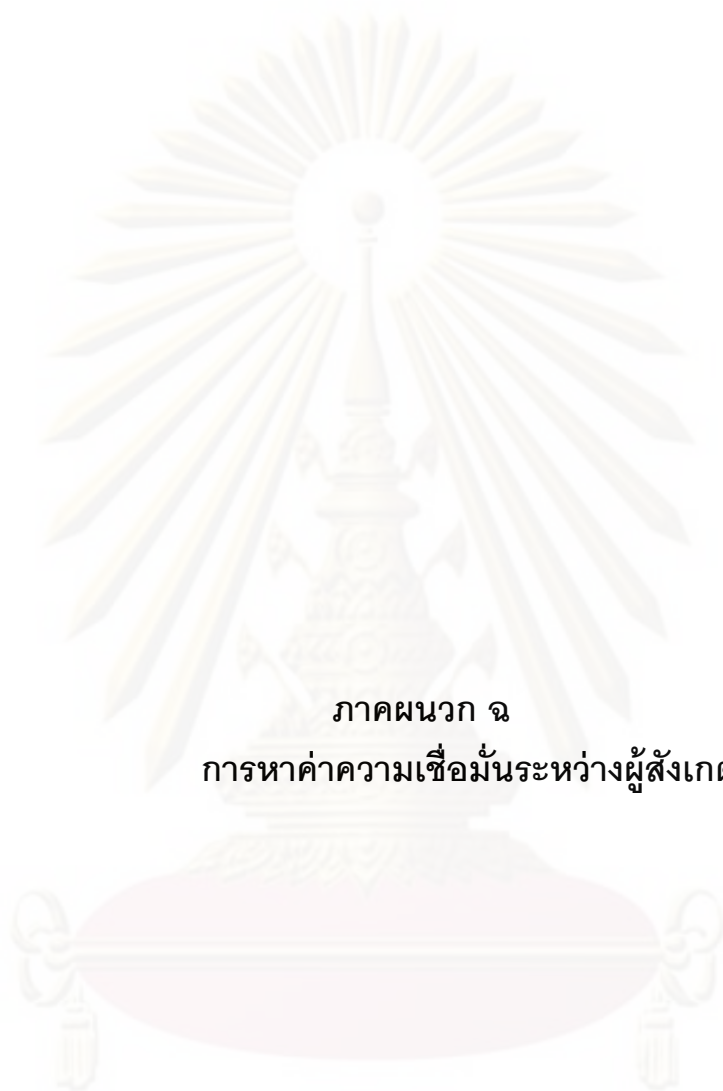 ภาคผนวก ฉ
การหาค่าความเชื่อมั่นระหว่างผู้สังเกต